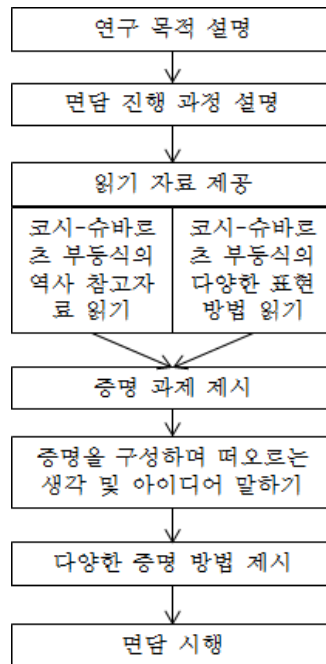 연구 목적 설명
면담 진행 과정 설명
읽기 자료 제공
코시-슈바르
츠 부등식의
역사 참고자
료 읽기
코시-슈바르
츠 부등식의
다양한 표현
방법 읽기
증명 과제 제시
증명을 구성하며 떠오르는
생각 및 아이디어 말하기
다양한 증명 방법 제시
면담 시행